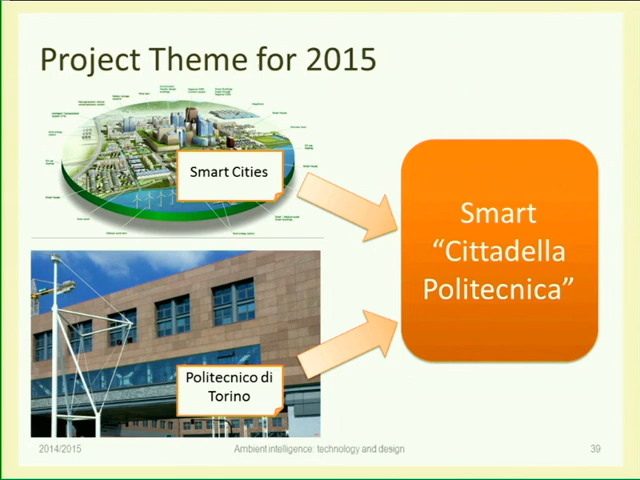 Project Theme for 2015
Smart Cities
Smart
“Cittadella
Politecnica”
Politecnico di
Torino
2014/2015
Ambient intelligence: technology and design
39